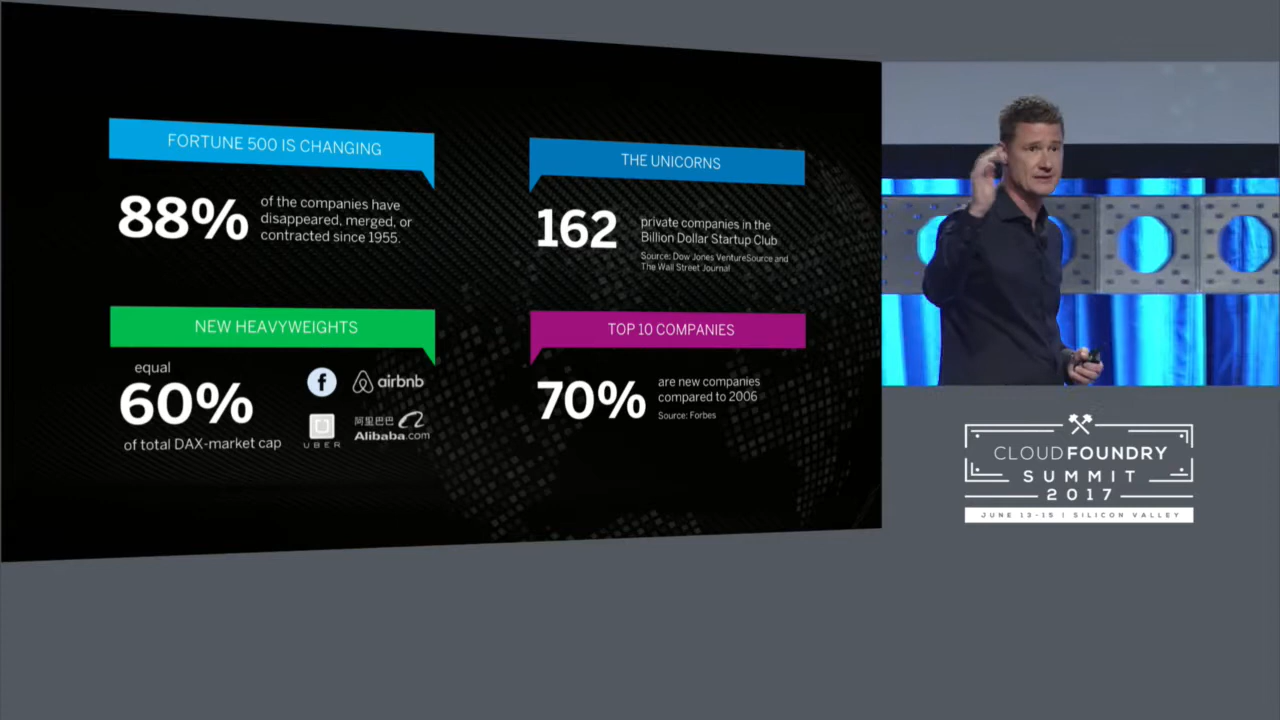 FORTUNE 500 IS CHANGING
88%
of the companies have
disappeared, merged, or
contracted since 1955.
THE UNICORNS
162
private companies in the
Billion Dollar Startup Club
Source: Dow Jones VentureSource and
The Wall Street Journal
NEW HEAVYWEIGHTS
equal
60%
of total DAX-market cap
f
airbnb
UBER
阿里巴巴
Alibaba.com
TOP 10 COMPANIES
70%
are new companies
compared to 2006
Source: Forbes
CLOUDFOUNDRY
SUMMIT
2017
JUNE 13-15 | SILICON VALLEY